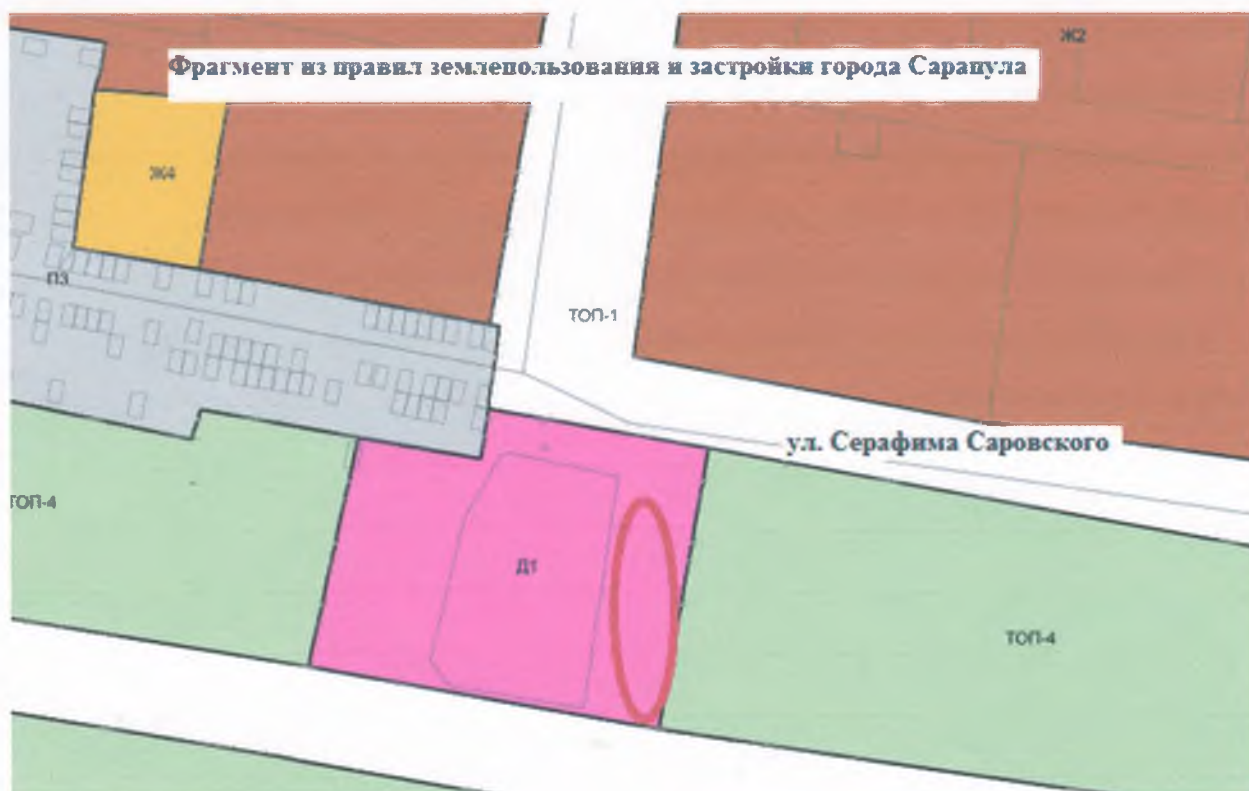 Ж2
Фрагмент из правил землепользования и застройки города Сарапула
Ж4
П3
ТОП-1
ул. Серафима Саровского
ТОП-4
Д1
ТОП-4